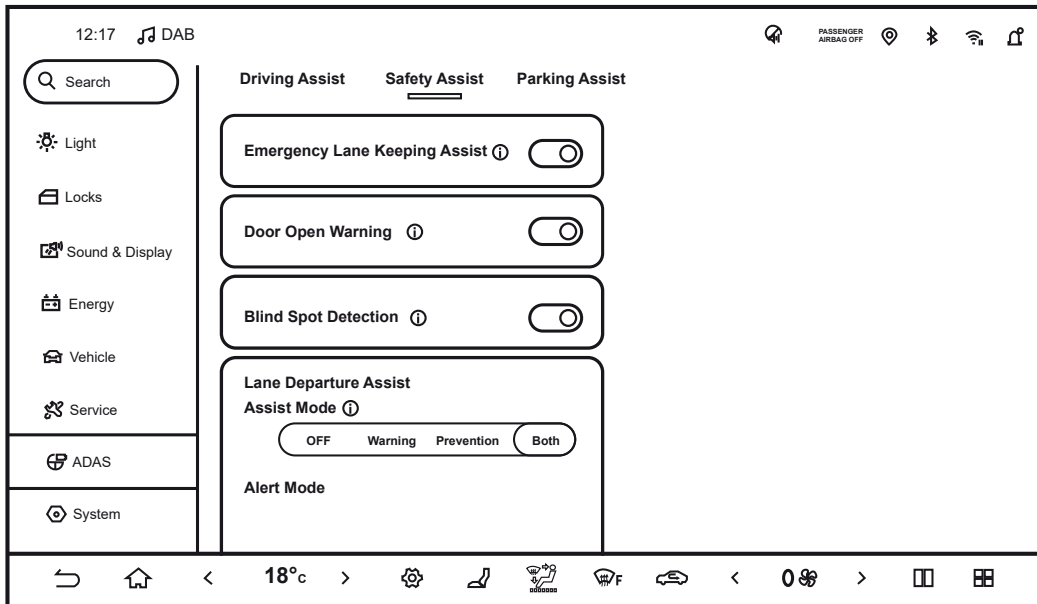 12:17 DAB
PASSENGER
AIRBAG OFF
Search
Light
Locks
Sound & Display
Energy
Vehicle
Service
ADAS
System
Driving Assist Safety Assist Parking Assist
Emergency Lane Keeping Assist
Door Open Warning
Blind Spot Detection
Lane Departure Assist
Assist Mode
OFF Warning Prevention Both
Alert Mode
< 18°C > F < 0 >